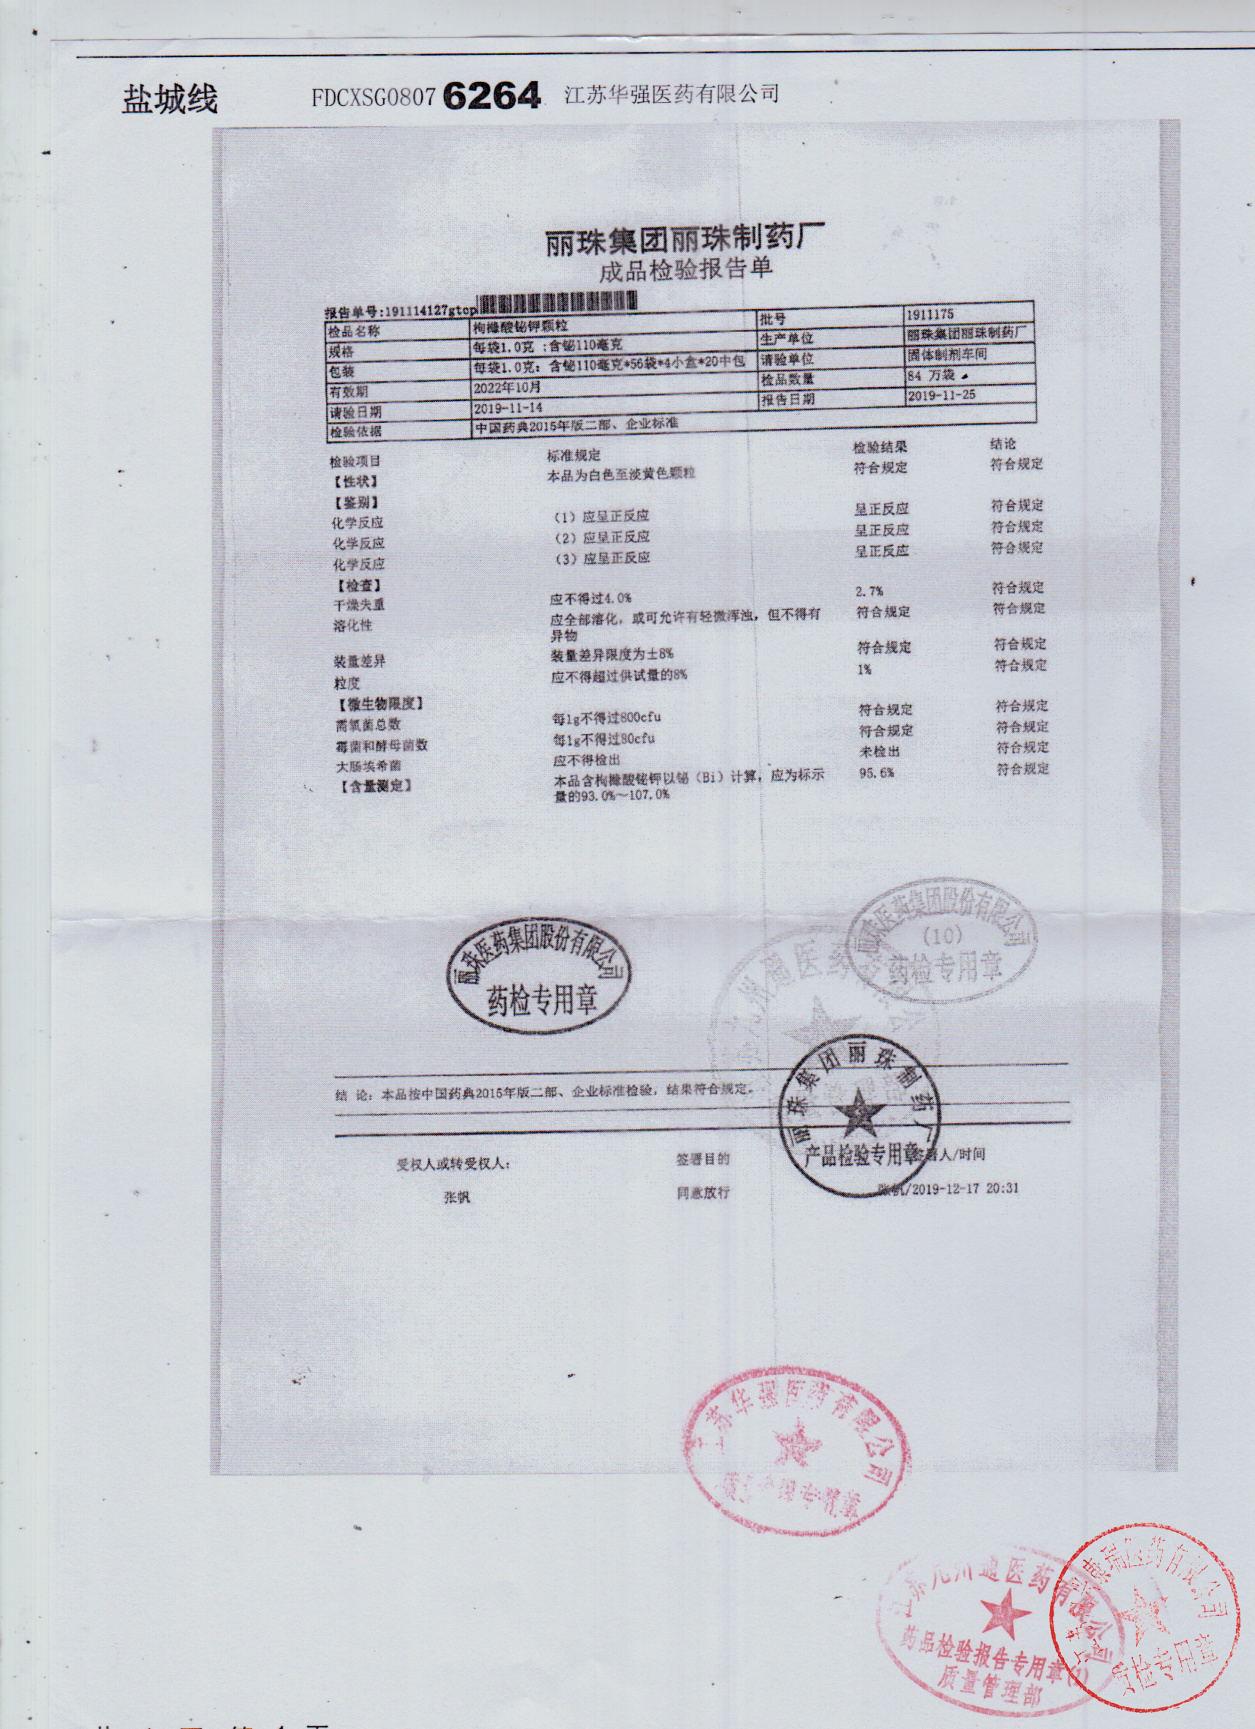 盐城线 FDCXSG0807 6264 江苏华强医药有限公司
丽珠集团丽珠制药厂
成品检验报告单
报告单号:191114127gtcp
检品名称 枸橼酸铋钾颗粒 批号 1911175
规格 每袋1.0克 :含铋110毫克 生产单位 丽珠集团丽珠制药厂
包装 每袋1.0克: 含铋110毫克*56袋*4小盒*20中包 请验单位 固体制剂车间
有效期 2022年10月 检品数量 84 万袋
请验日期 2019-11-14 报告日期 2019-11-25
检验依据 中国药典2015年版二部、企业标准
检验项目 标准规定 检验结果 结论
【性状】 本品为白色至淡黄色颗粒 符合规定 符合规定
【鉴别】
化学反应 （1）应呈正反应 呈正反应 符合规定
化学反应 （2）应呈正反应 呈正反应 符合规定
化学反应 （3）应呈正反应 呈正反应 符合规定
【检查】
干燥失重 应不得过4.0% 2.7% 符合规定
溶化性 应全部溶化，或可允许有轻微浑浊，但不得有 符合规定 符合规定
异物
装量差异 装量差异限度为±8% 符合规定 符合规定
粒度 应不得超过供试量的8% 1% 符合规定
【微生物限度】
需氧菌总数 每1g不得过800cfu 符合规定 符合规定
霉菌和酵母菌数 每1g不得过80cfu 符合规定 符合规定
大肠埃希菌 应不得检出 未检出 符合规定
【含量测定】 本品含枸橼酸铋钾以铋（Bi）计算，应为标示 95.6% 符合规定
量的93.0%～107.0%
丽珠医药集团股份有限公司
药检专用章
丽珠医药集团股份有限公司
(10)
药检专用章
结 论: 本品按中国药典2015年版二部、企业标准检验，结果符合规定。
丽珠集团丽珠制药厂
产品检验专用章
受权人或转受权人: 签署目的 人/时间
张帆 同意放行 张帆/2019-12-17 20:31
江苏华强医药有限公司
江苏九州通医药有限公司
药品检验报告专用章(1)
质量管理部
医药有限公司
质检专用章